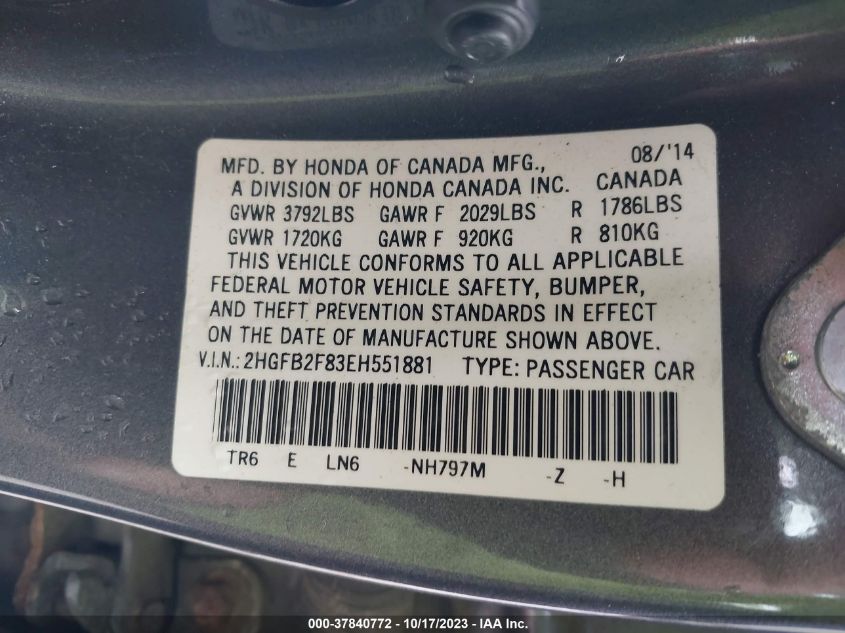 MFD. BY HONDA OF CANADA MFG., 08/'14
A DIVISION OF HONDA CANADA INC. CANADA
GVWR 3792LBS GAWR F 2029LBS R 1786LBS
GVWR 1720KG GAWR F 920KG R 810KG
THIS VEHICLE CONFORMS TO ALL APPLICABLE
FEDERAL MOTOR VEHICLE SAFETY, BUMPER,
AND THEFT PREVENTION STANDARDS IN EFFECT
ON THE DATE OF MANUFACTURE SHOWN ABOVE.
V.I.N.: 2HGFB2F83EH551881 TYPE: PASSENGER CAR
TR6 E LN6 -NH797M -Z -H
000-37840772 - 10/17/2023 - IAA Inc.